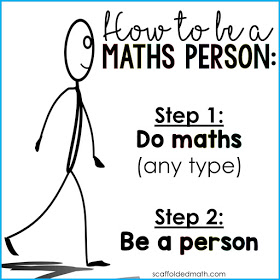 How to be a
MATHS PERSON:
Step 1:
Do maths
(any type)
Step 2:
Be a person
scaffoldedmath.com